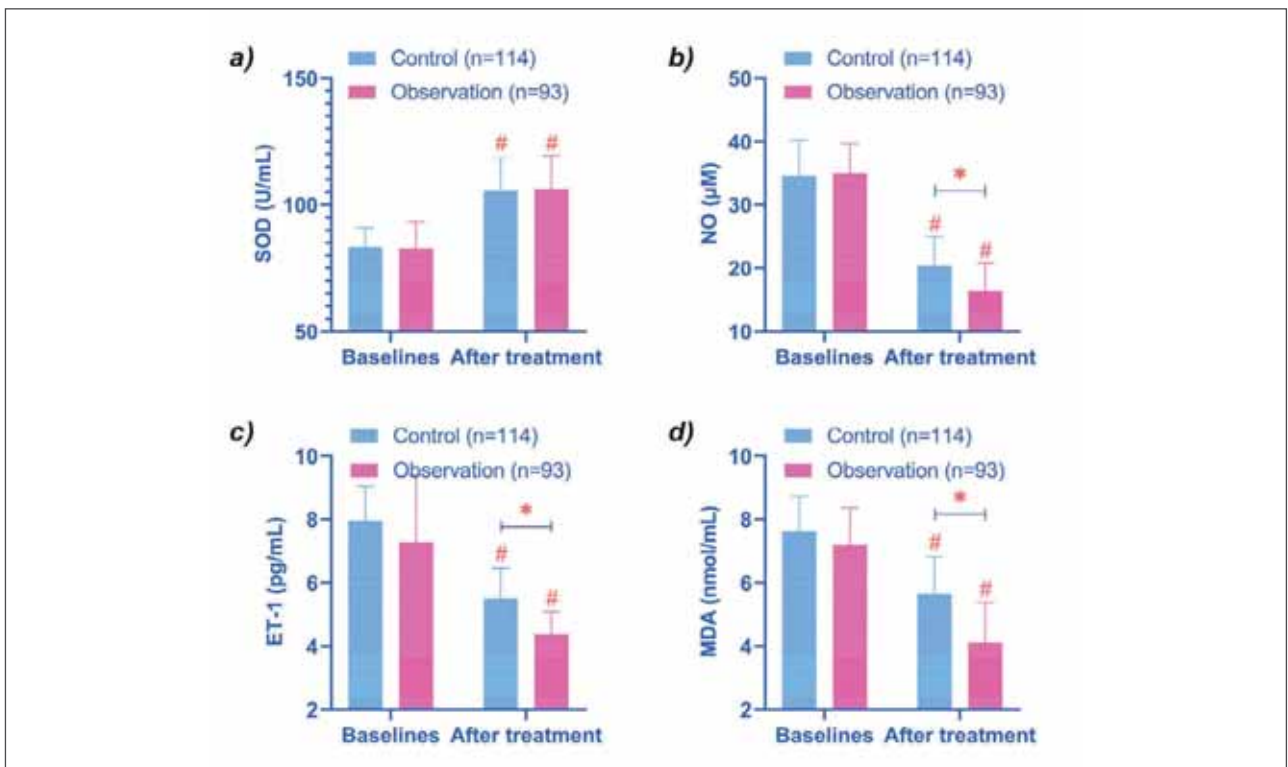 a)
Control (n=114)
Observation (n=93)
150
100
50
SOD (U/mL)
# #
Baselines After treatment
b)
Control (n=114)
Observation (n=93)
50
40
30
20
10
NO (µM)
*
#
#
Baselines After treatment
c)
Control (n=114)
Observation (n=93)
10
8
6
4
2
ET-1 (pg/mL)
*
#
#
Baselines After treatment
d)
Control (n=114)
Observation (n=93)
10
8
6
4
2
MDA (nmol/mL)
*
#
#
Baselines After treatment